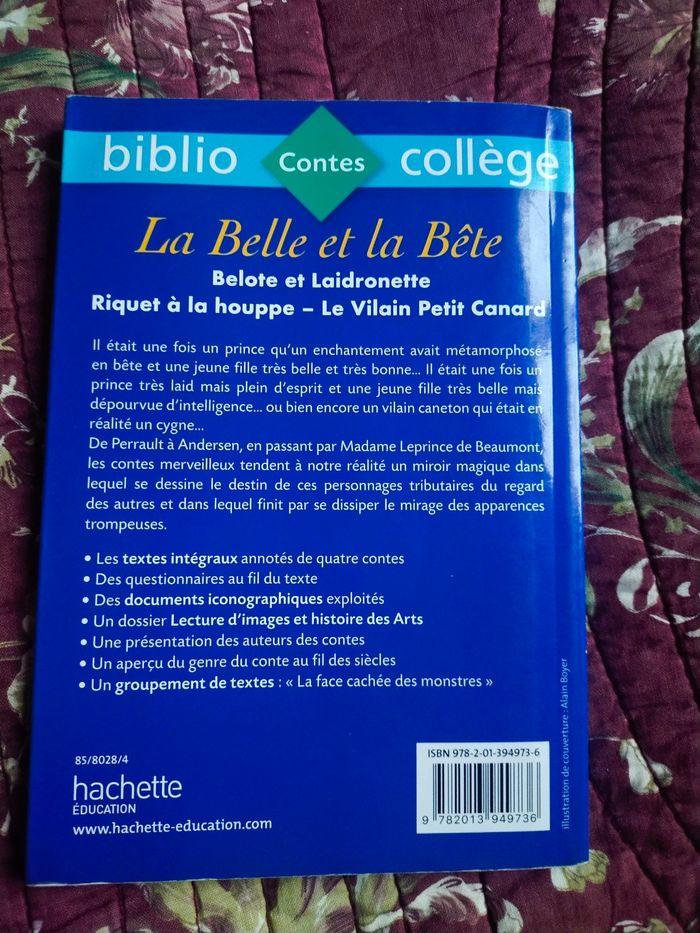 biblio Contes collège
La Belle et la Bête
Belote et Laidronette
Riquet à la houppe – Le Vilain Petit Canard
Il était une fois un prince qu'un enchantement avait métamorphosé
en bête et une jeune fille très belle et très bonne... Il était une fois un
prince très laid mais plein d'esprit et une jeune fille très belle mais
dépourvue d'intelligence... ou bien encore un vilain caneton qui était en
réalité un cygne...
De Perrault à Andersen, en passant par Madame Leprince de Beaumont,
les contes merveilleux tendent à notre réalité un miroir magique dans
lequel se dessine le destin de ces personnages tributaires du regard
des autres et dans lequel finit par se dissiper le mirage des apparences
trompeuses.
• Les textes intégraux annotés de quatre contes
• Des questionnaires au fil du texte
• Des documents iconographiques exploités
• Un dossier Lecture d'images et histoire des Arts
• Une présentation des auteurs des contes
• Un aperçu du genre du conte au fil des siècles
• Un groupement de textes : « La face cachée des monstres »
85/8028/4
hachette
ÉDUCATION
www.hachette-education.com
ISBN 978-2-01-394973-6
9 782013 949736
illustration de couverture : Alain Boyer